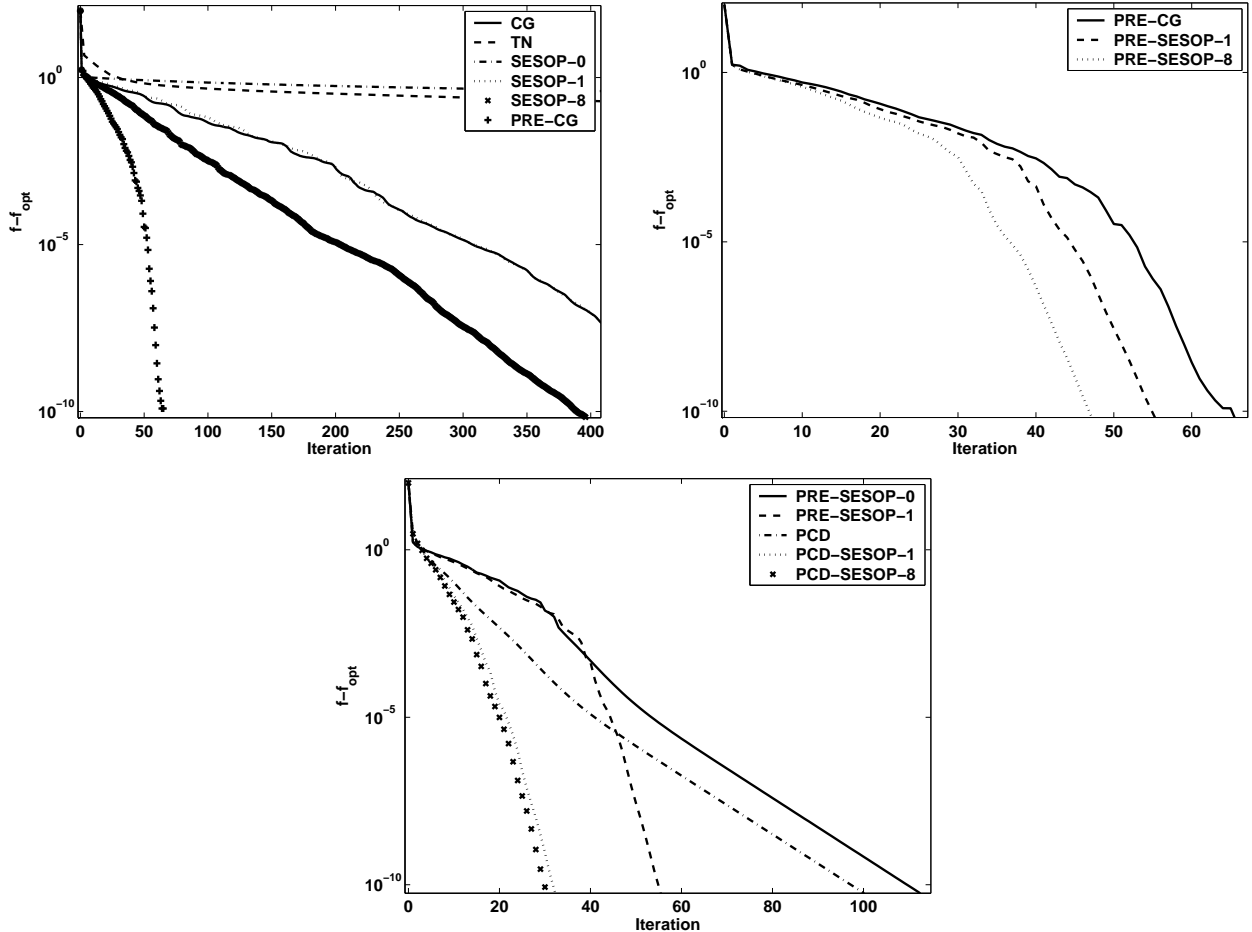 CG
TN
SESOP−0
SESOP−1
SESOP−8
PRE−CG
10^0
10^−5
10^−10
f−f_opt
0 50 100 150 200 250 300 350 400
Iteration
PRE−CG
PRE−SESOP−1
PRE−SESOP−8
10^0
10^−5
10^−10
f−f_opt
0 10 20 30 40 50 60
Iteration
PRE−SESOP−0
PRE−SESOP−1
PCD
PCD−SESOP−1
PCD−SESOP−8
10^0
10^−5
10^−10
f−f_opt
0 20 40 60 80 100
Iteration